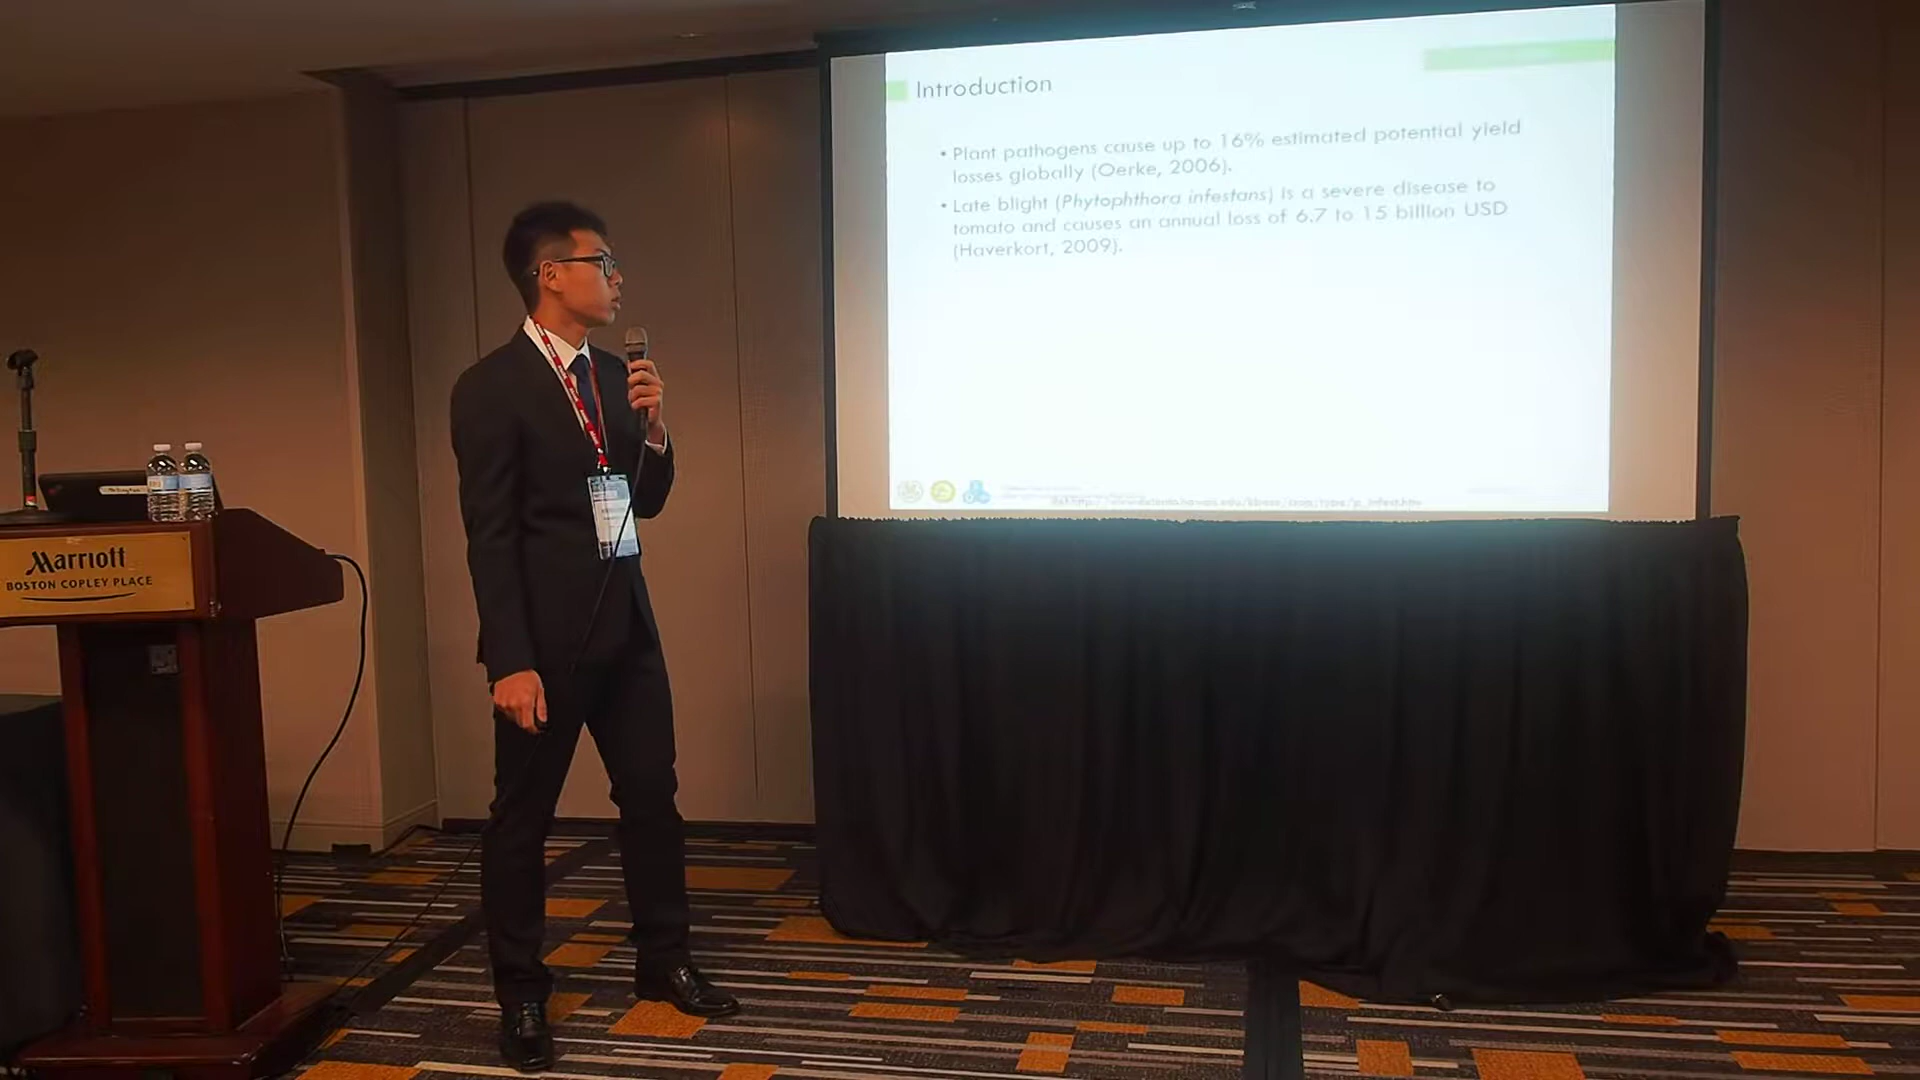 Introduction
• Plant pathogens cause up to 16% estimated potential yield
losses globally (Oerke, 2006).
• Late blight (Phytophthora infestans) is a severe disease to
tomato and causes an annual loss of 6.7 to 15 billion USD
(Haverkort, 2009).
Marriott
BOSTON COPLEY PLACE